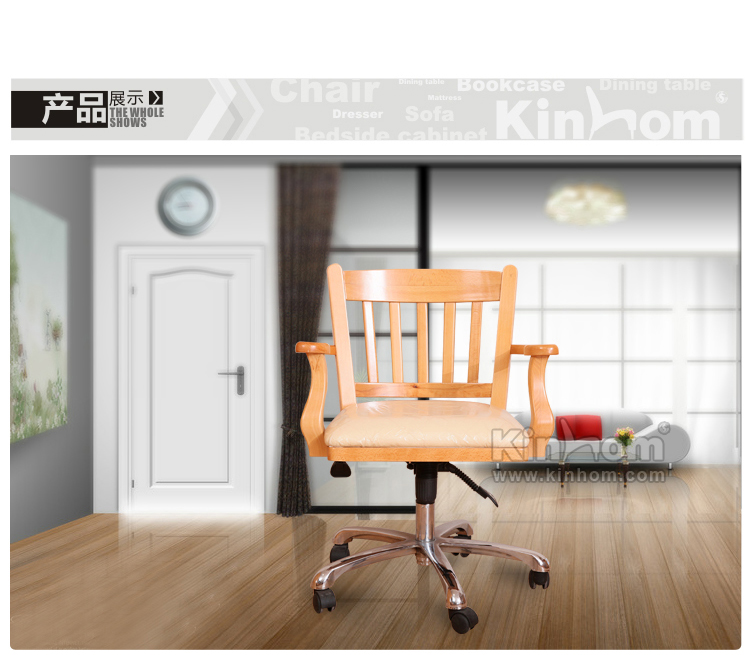 产品 展示
THE WHOLE
SHOWS
Chair
Dining table
Bookcase
Dining table
Mattress
Dresser
Sofa
Bedside cabinet
Kinhom
Kinhom
www.kinhom.com